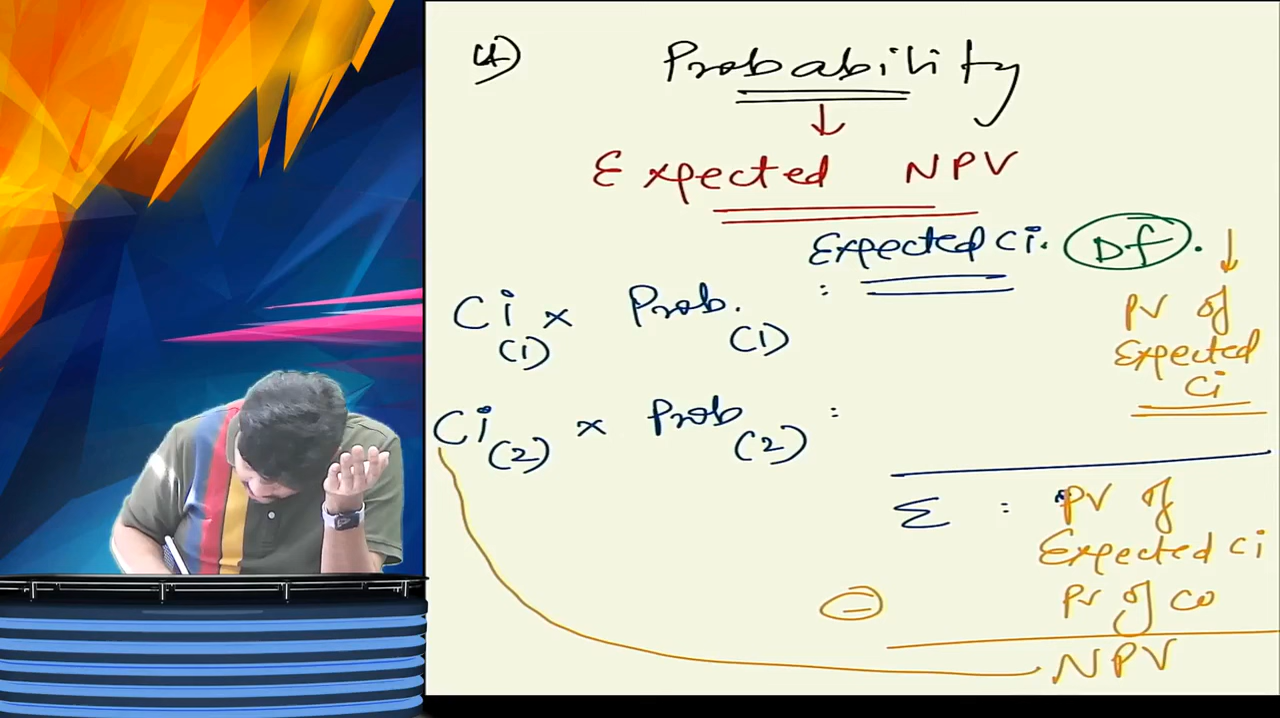 4)
Probability
↓
Expected NPV
Expected Ci. Df. ↓
Ci(1) × Prob.(1) :
PV of
Expected
Ci
Ci(2) × Prob(2) :
Σ : PV of
Expected Ci
⊖ PV of CO
NPV